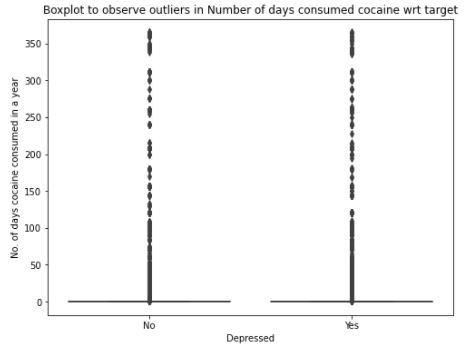 Boxplot to observe outliers in Number of days consumed cocaine wrt target
No. of days cocaine consumed in a year
350
300
250
200
150
100
50
0
No
Yes
Depressed